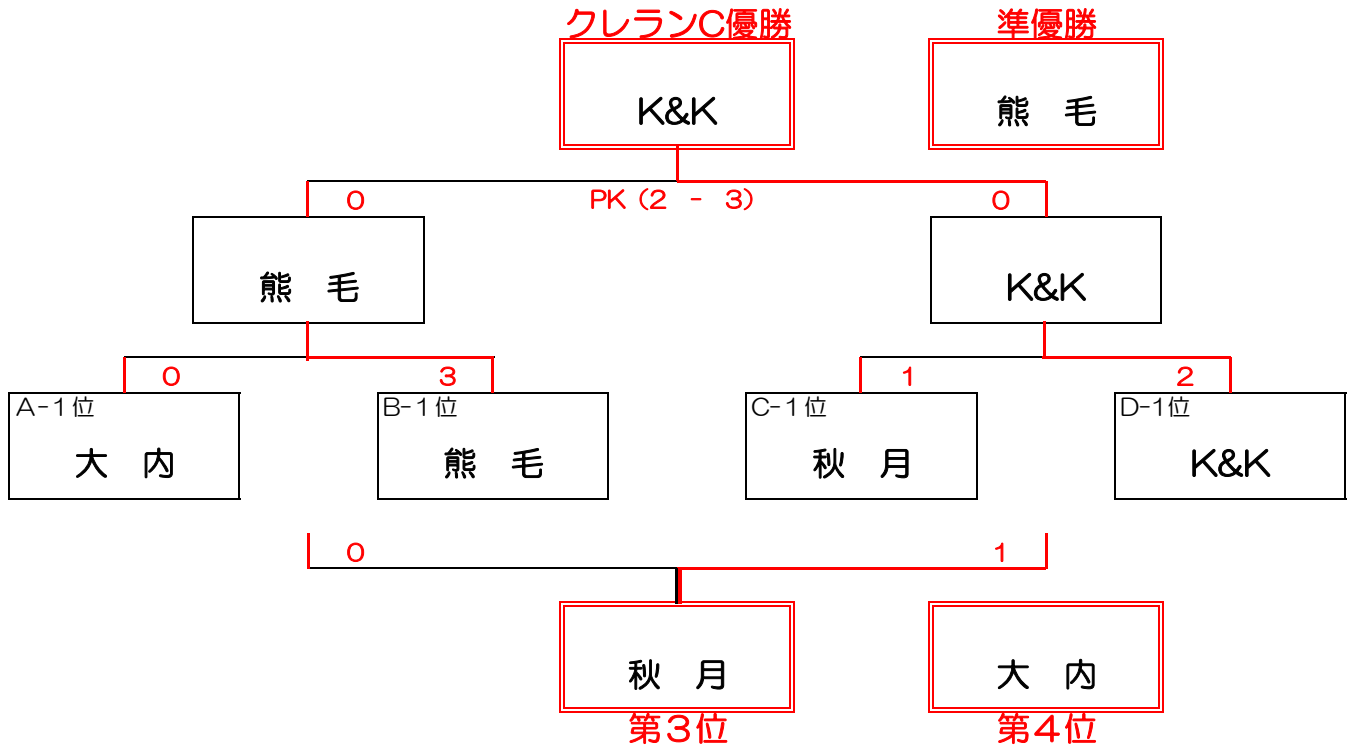 クレランC優勝 準優勝
K&K 熊 毛
0 PK(2 - 3) 0
熊 毛 K&K
0 3 1 2
A-1位 B-1位 C-1位 D-1位
大 内 熊 毛 秋 月 K&K
0 1
秋 月 大 内
第3位 第4位